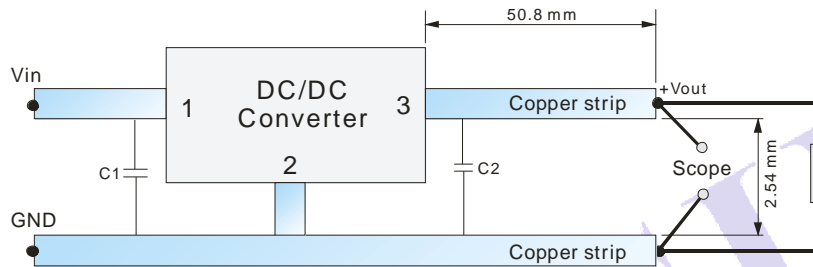 50.8 mm
Vin
DC/DC
Converter
1
3
2
Copper strip
+Vout
C1
C2
Scope
2.54 mm
GND
Copper strip